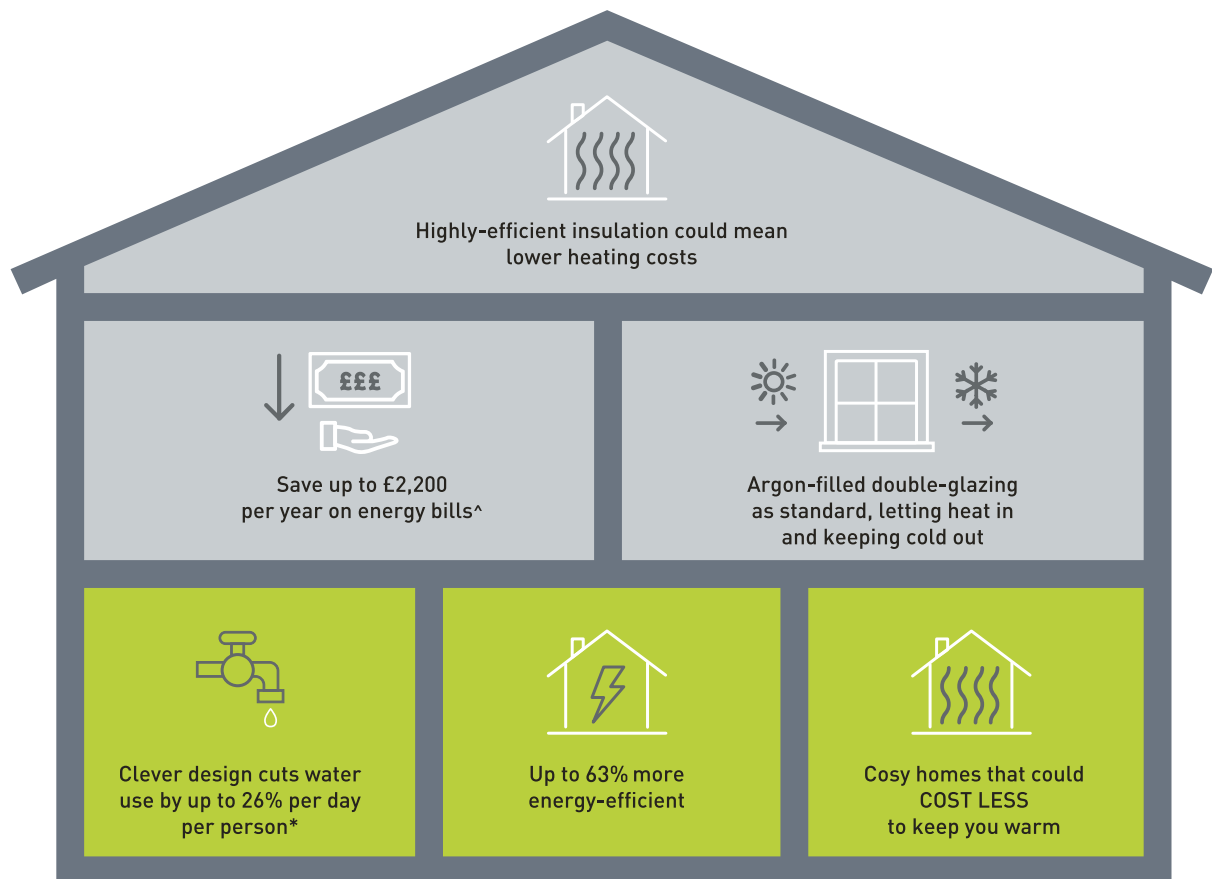 Highly-efficient insulation could mean
lower heating costs
£££
Save up to £2,200
per year on energy bills^
Argon-filled double-glazing
as standard, letting heat in
and keeping cold out
Clever design cuts water
use by up to 26% per day
per person*
Up to 63% more
energy-efficient
Cosy homes that could
COST LESS
to keep you warm